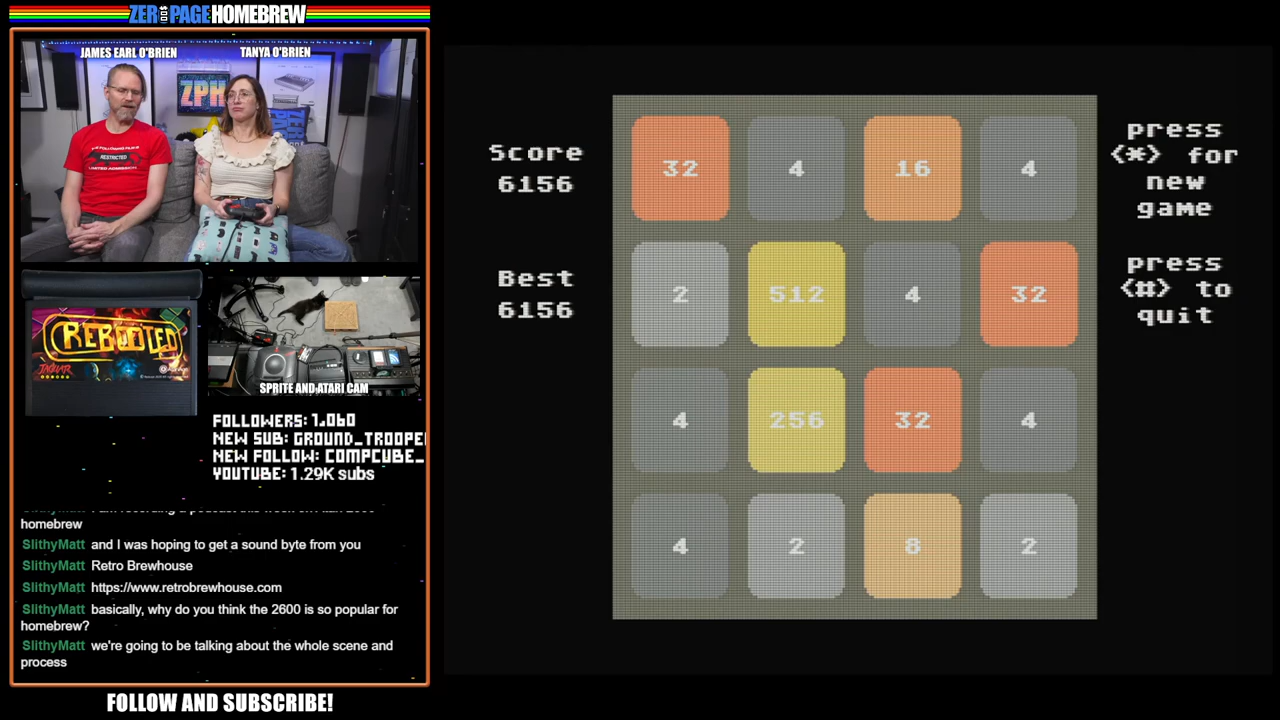 ZERO PAGE HOMEBREW
JAMES EARL O'BRIEN
TANYA O'BRIEN
ZPH
RESTRICTED
REBOOTED
JAGUAR
SPRITE AND ATARI CAM
FOLLOWERS: 1,060
NEW SUB: GROUND_TROOPE
NEW FOLLOW: COMPCUBE_
YOUTUBE: 1.29K subs
homebrew
SlithyMatt and I was hoping to get a sound byte from you
SlithyMatt Retro Brewhouse
SlithyMatt https://www.retrobrewhouse.com
SlithyMatt basically, why do you think the 2600 is so popular for
homebrew?
SlithyMatt we're going to be talking about the whole scene and
process
FOLLOW AND SUBSCRIBE!
Score
6156
Best
6156
32 4 16 4
2 512 4 32
4 256 32 4
4 2 8 2
press
<*> for
new
game
press
<#> to
quit